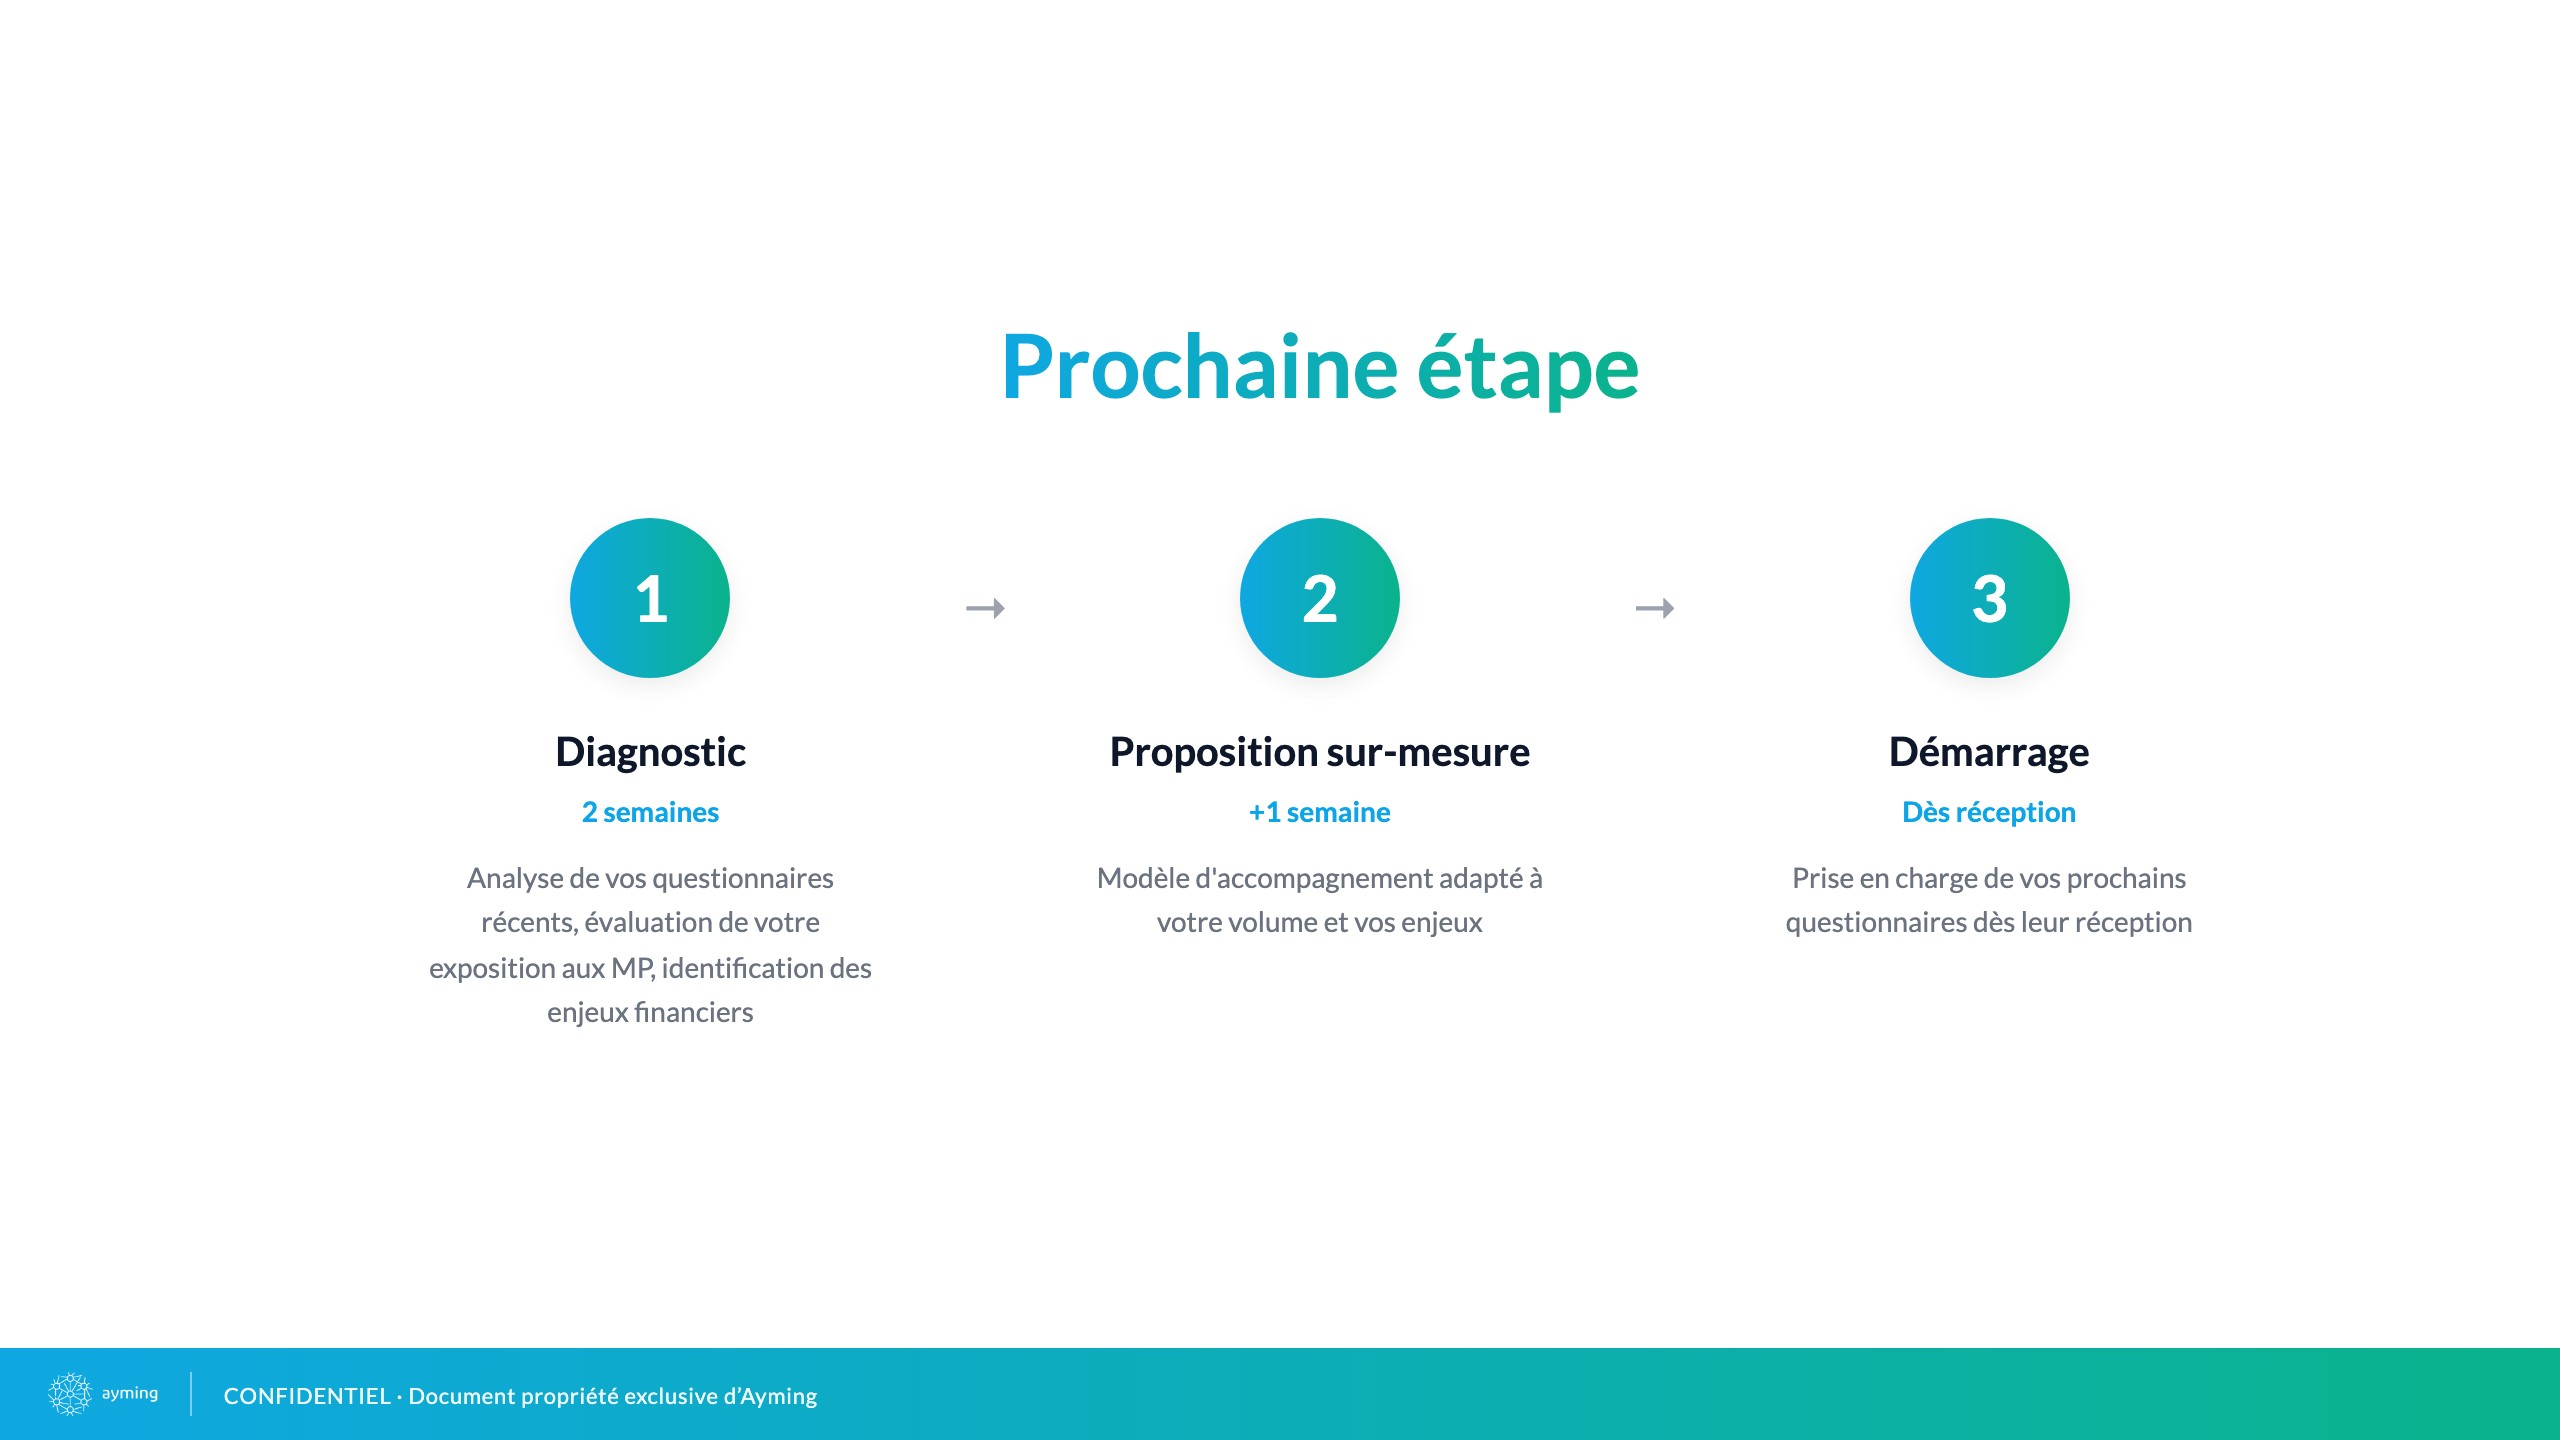 Prochaine étape
1
→
2
→
3
Diagnostic
2 semaines
Analyse de vos questionnaires
récents, évaluation de votre
exposition aux MP, identification des
enjeux financiers
Proposition sur-mesure
+1 semaine
Modèle d'accompagnement adapté à
votre volume et vos enjeux
Démarrage
Dès réception
Prise en charge de vos prochains
questionnaires dès leur réception
ayming
CONFIDENTIEL · Document propriété exclusive d’Ayming